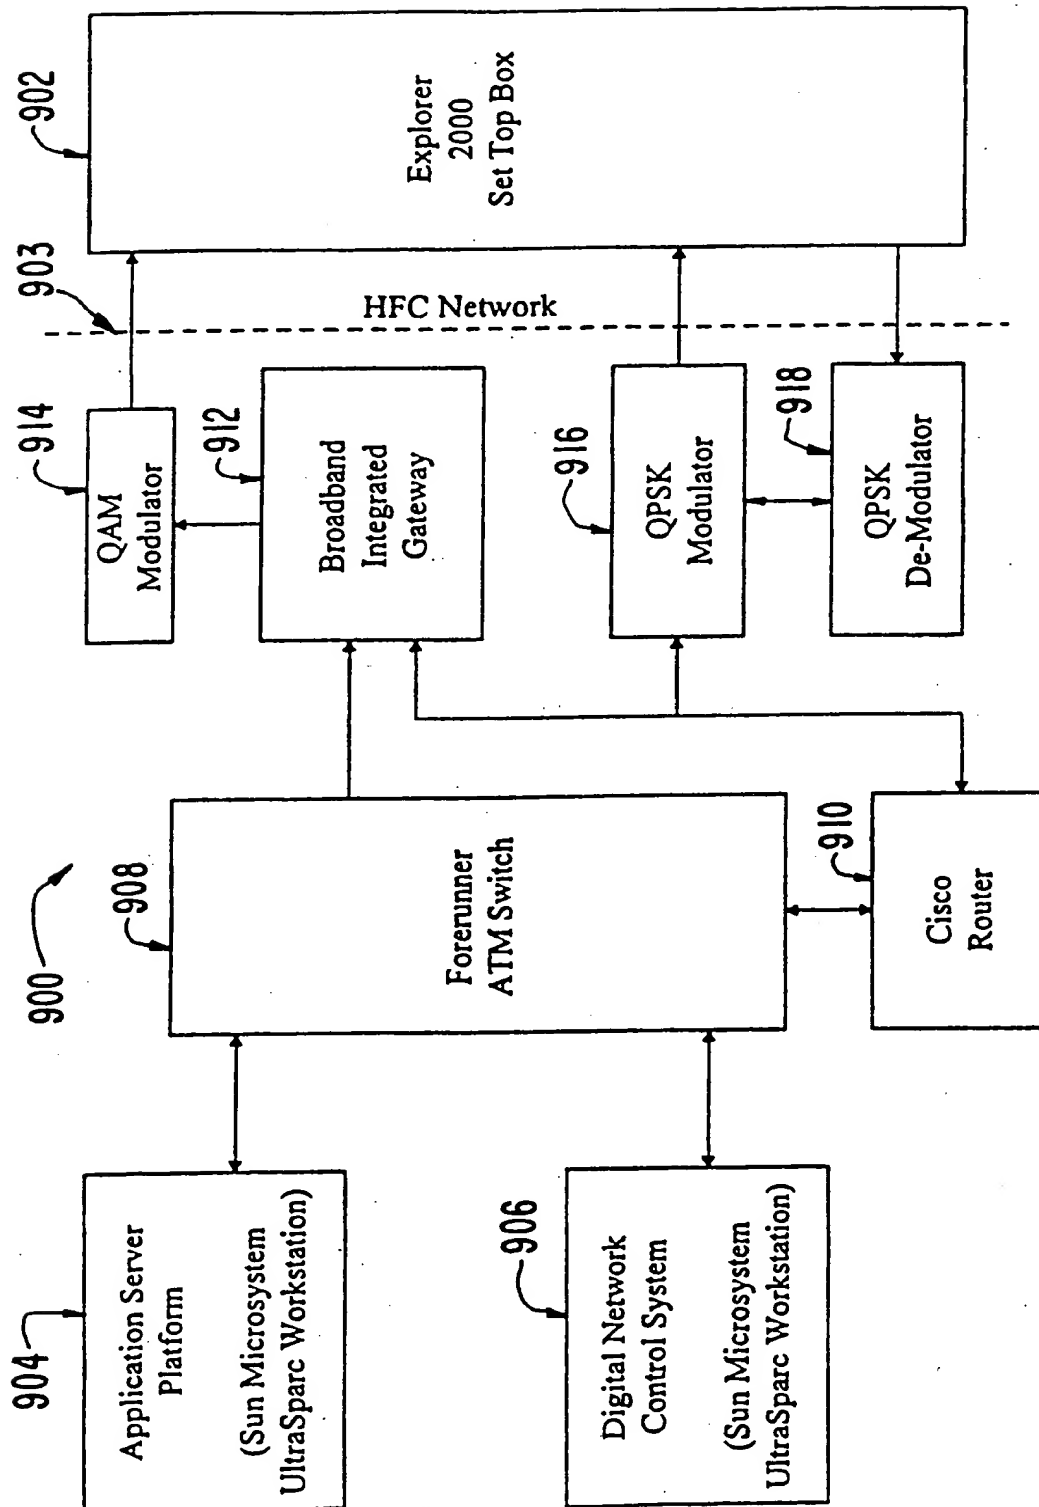 900
904
Application Server
Platform
(Sun Microsystem
UltraSparc Workstation)
906
Digital Network
Control System
(Sun Microsystem
UltraSparc Workstation)
908
Forerunner
ATM Switch
910
Cisco
Router
914
QAM
Modulator
912
Broadband
Integrated
Gateway
916
QPSK
Modulator
918
QPSK
De-Modulator
903
HFC Network
902
Explorer
2000
Set Top Box